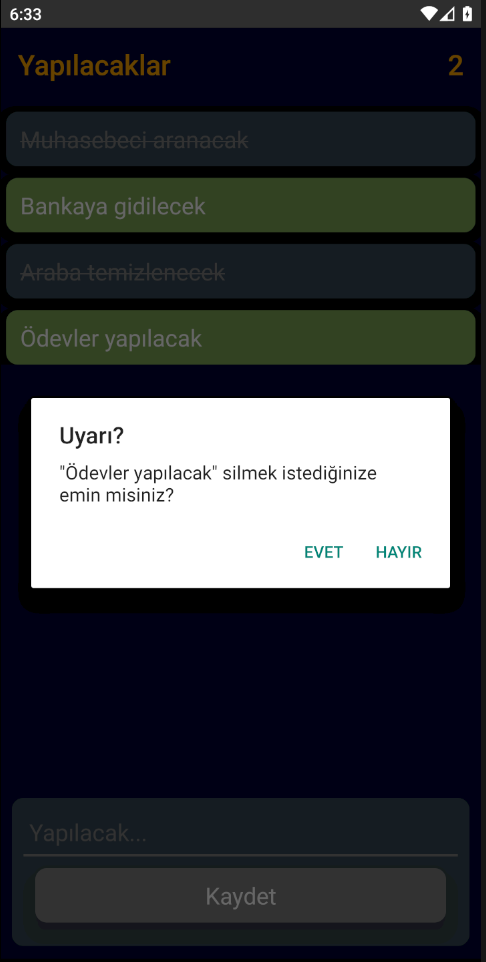 6:33
Yapılacaklar 2
Muhasebeci aranacak
Bankaya gidilecek
Araba temizlenecek
Ödevler yapılacak
Uyarı?
"Ödevler yapılacak" silmek istediğinize
emin misiniz?
EVET HAYIR
Yapılacak...
Kaydet